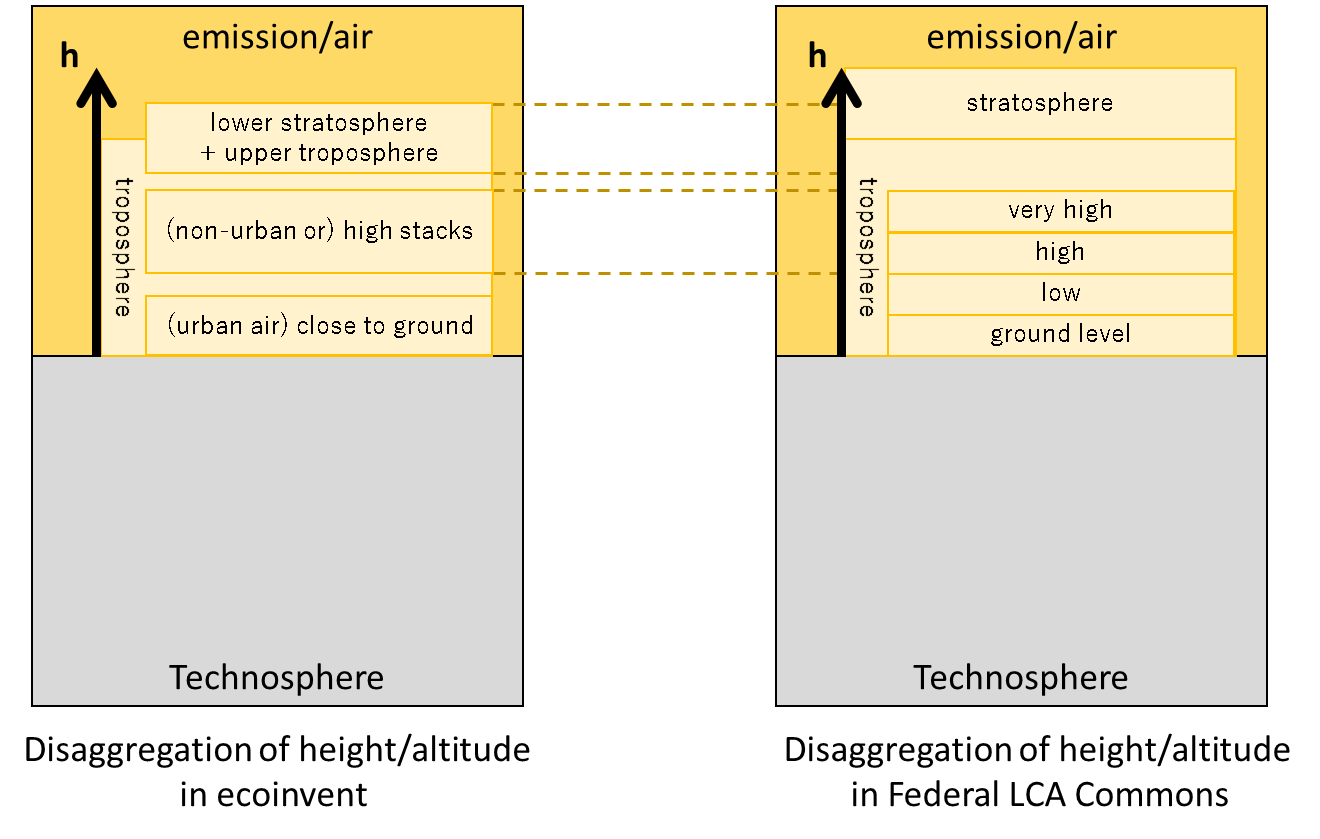 emission/air
h
lower stratosphere
+ upper troposphere
troposphere
(non-urban or) high stacks
(urban air) close to ground
Technosphere
Disaggregation of height/altitude
in ecoinvent
emission/air
h
stratosphere
troposphere
very high
high
low
ground level
Technosphere
Disaggregation of height/altitude
in Federal LCA Commons